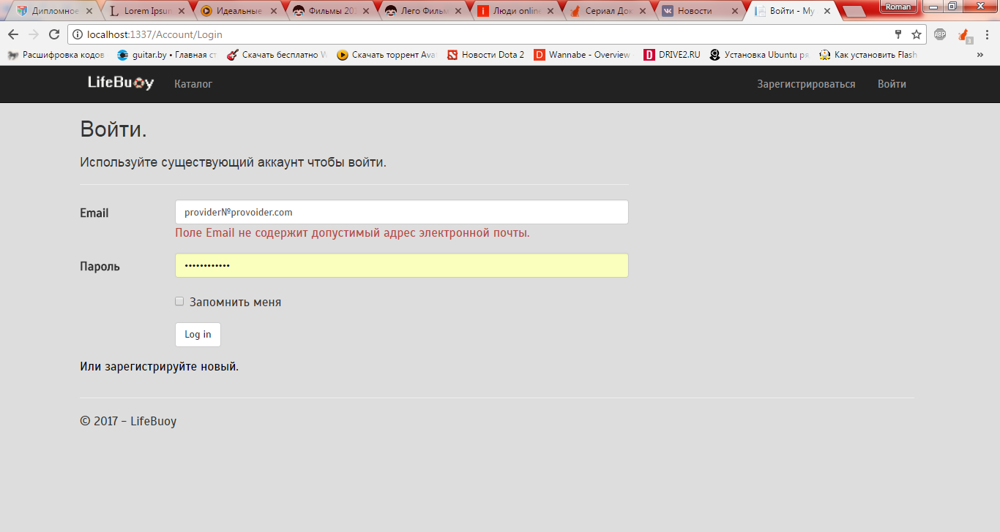 Дипломное
Lorem Ipsum
Идеальные
Фильмы 20
Лего Фильм
Люди online
Сериал Док
Новости
Войти - My
Roman
localhost:1337/Account/Login
ABP
3
Расшифровка кодов
guitar.by • Главная ст
Скачать бесплатно
Скачать торрент Ava
Новости Dota 2
Wannabe - Overview
DRIVE2.RU
Установка Ubuntu ря
Как установить Flash
»
LifeBuoy
Каталог
Зарегистрироваться
Войти
Войти.
Используйте существующий аккаунт чтобы войти.
Email
provider№provoider.com
Поле Email не содержит допустимый адрес электронной почты.
Пароль
••••••••••••
Запомнить меня
Log in
Или зарегистрируйте новый.
© 2017 - LifeBuoy